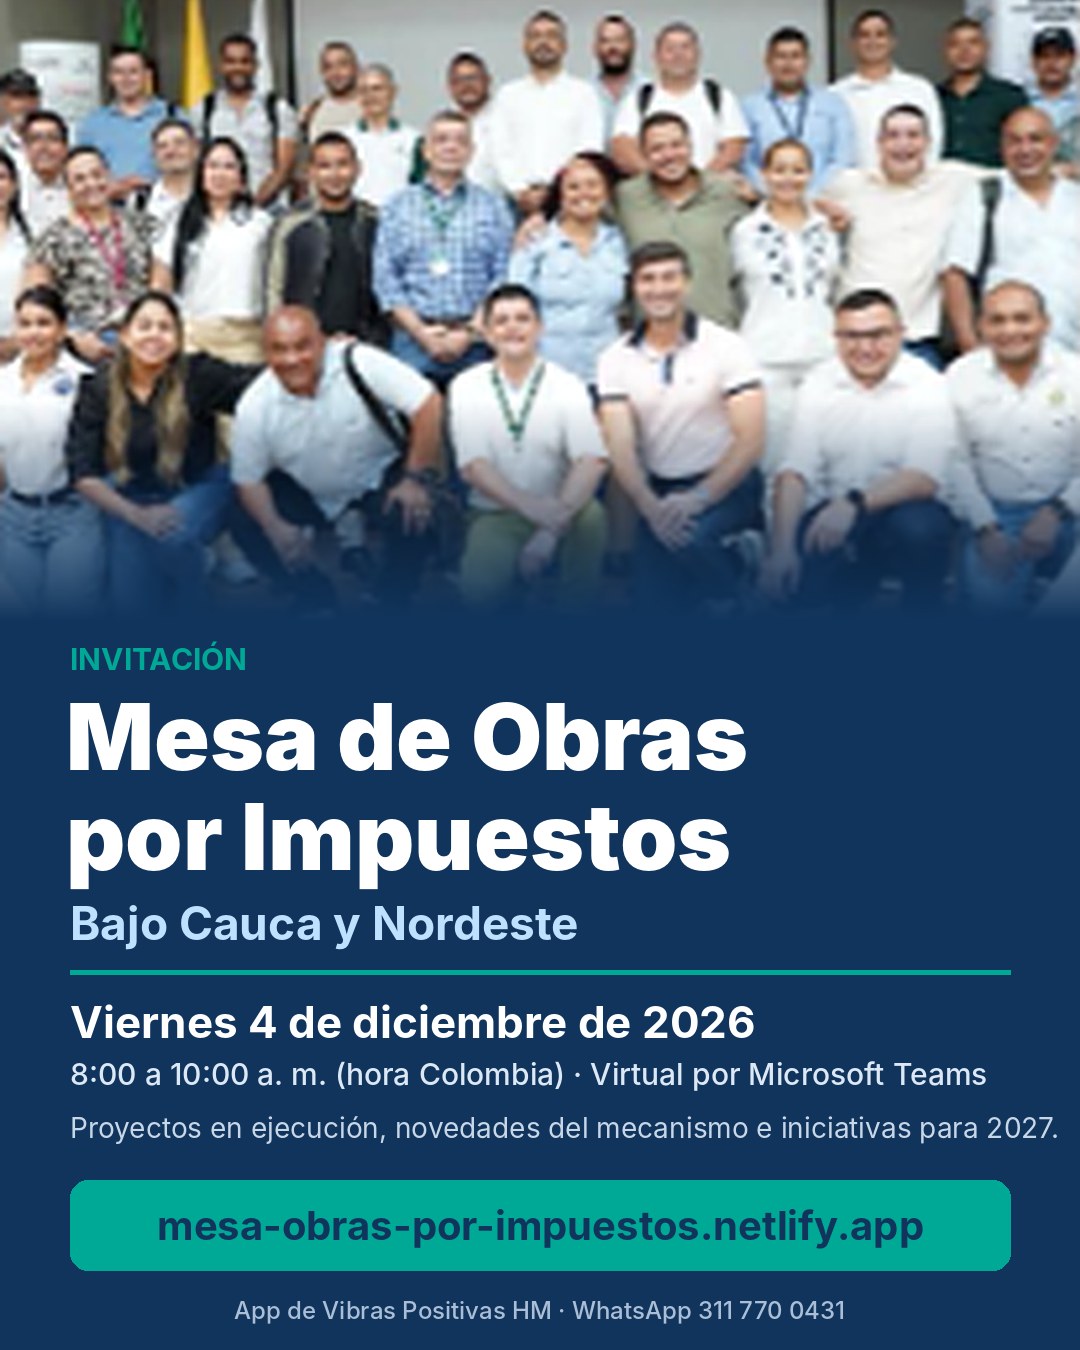 INVITACIÓN
Mesa de Obras
por Impuestos
Bajo Cauca y Nordeste
Viernes 4 de diciembre de 2026
8:00 a 10:00 a. m. (hora Colombia) · Virtual por Microsoft Teams
Proyectos en ejecución, novedades del mecanismo e iniciativas para 2027.
mesa-obras-por-impuestos.netlify.app
App de Vibras Positivas HM · WhatsApp 311 770 0431